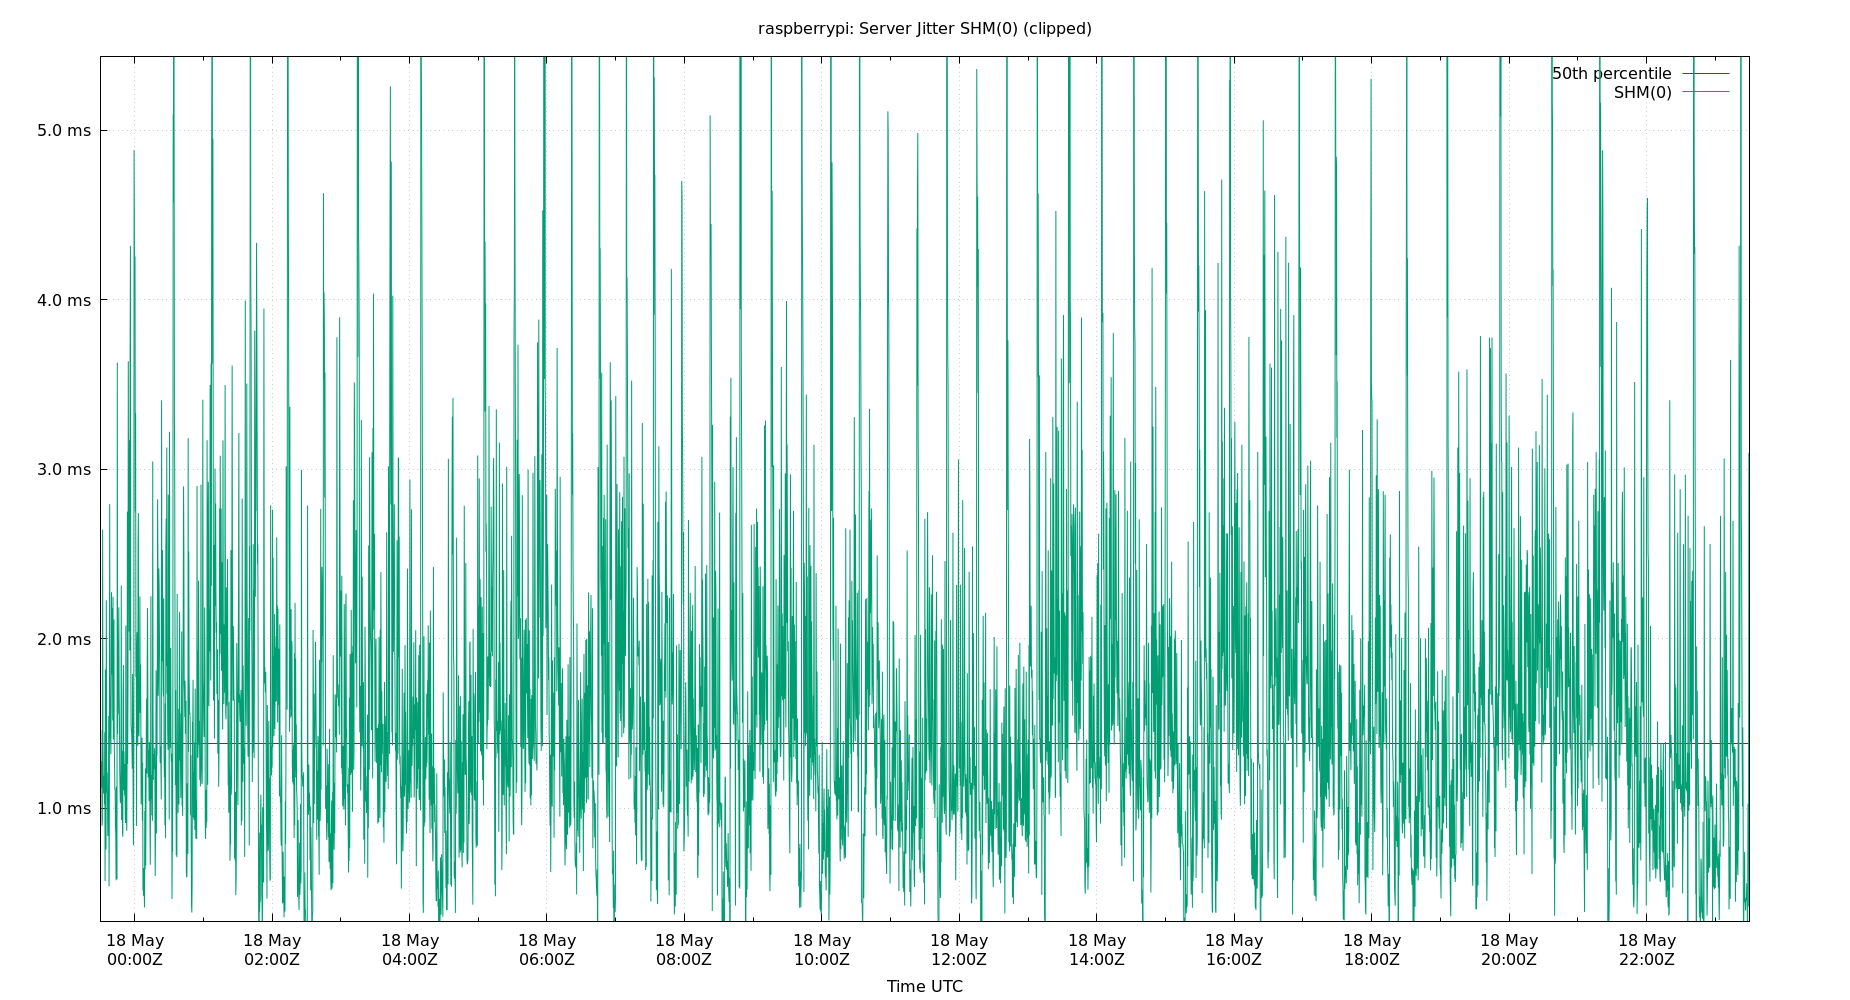 raspberrypi: Server Jitter SHM(0) (clipped)
50th percentile
SHM(0)
5.0 ms
4.0 ms
3.0 ms
2.0 ms
1.0 ms
18 May 18 May 18 May 18 May 18 May 18 May 18 May 18 May 18 May 18 May 18 May 18 May
00:00Z 02:00Z 04:00Z 06:00Z 08:00Z 10:00Z 12:00Z 14:00Z 16:00Z 18:00Z 20:00Z 22:00Z
Time UTC